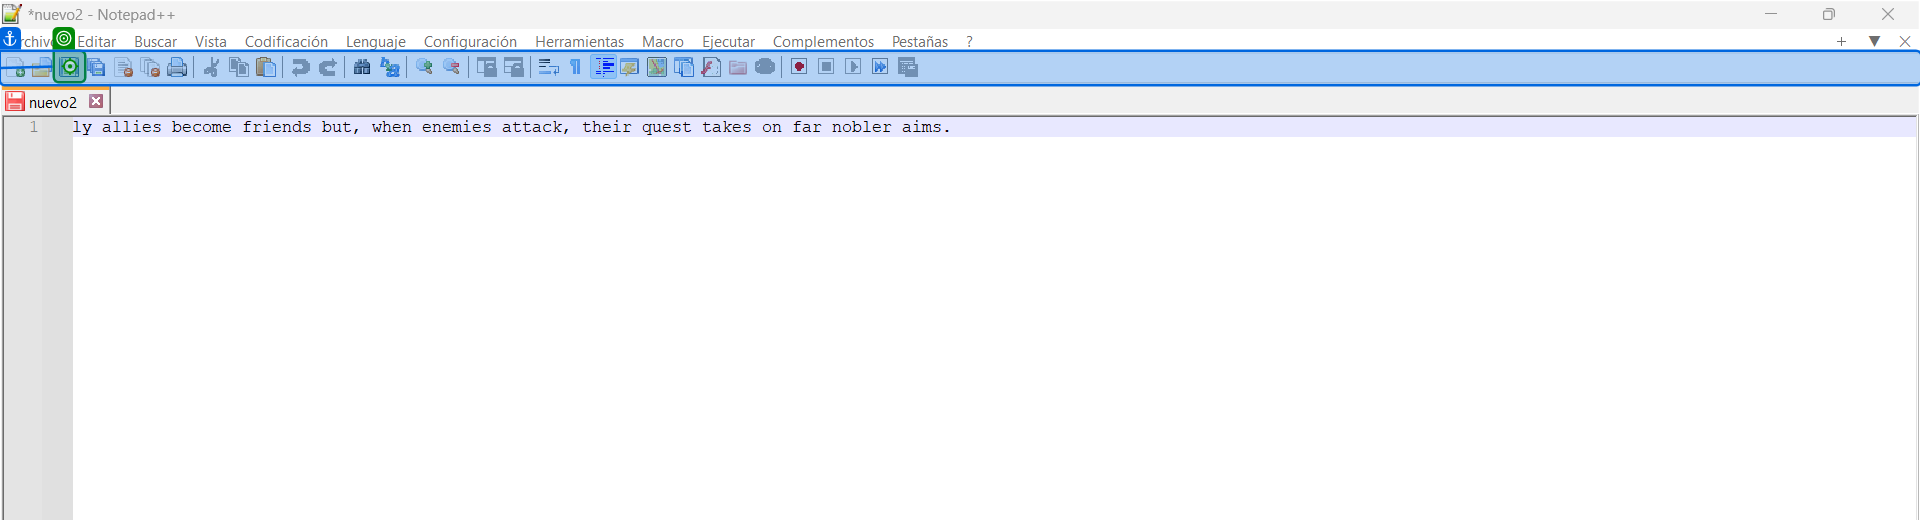 *nuevo2 - Notepad++
Editar Buscar Vista Codificación Lenguaje Configuración Herramientas Macro Ejecutar Complementos Pestañas ?
nuevo2
1 ly allies become friends but, when enemies attack, their quest takes on far nobler aims.